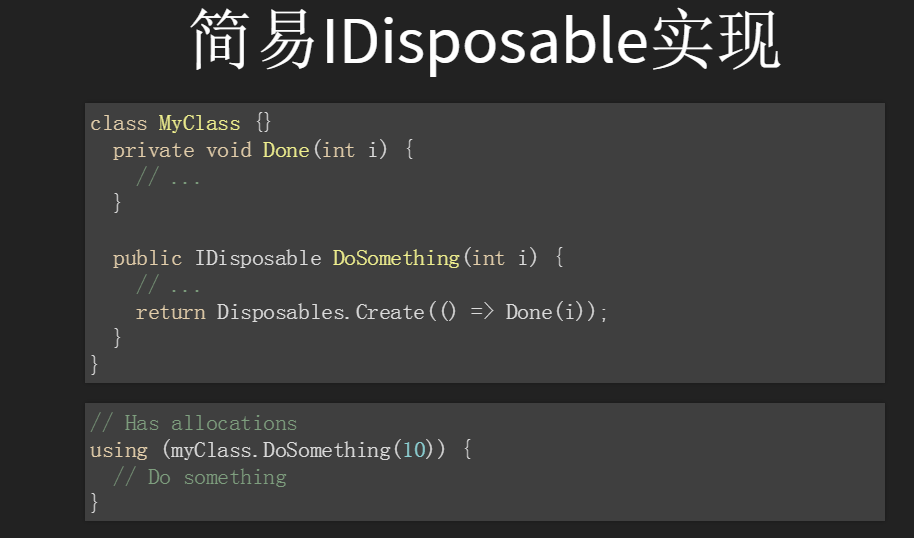 简易IDisposable实现
class MyClass {}
  private void Done(int i) {
    // ...
  }
  public IDisposable DoSomething(int i) {
    // ...
    return Disposables.Create(() => Done(i));
  }
}
// Has allocations
using (myClass.DoSomething(10)) {
  // Do something
}